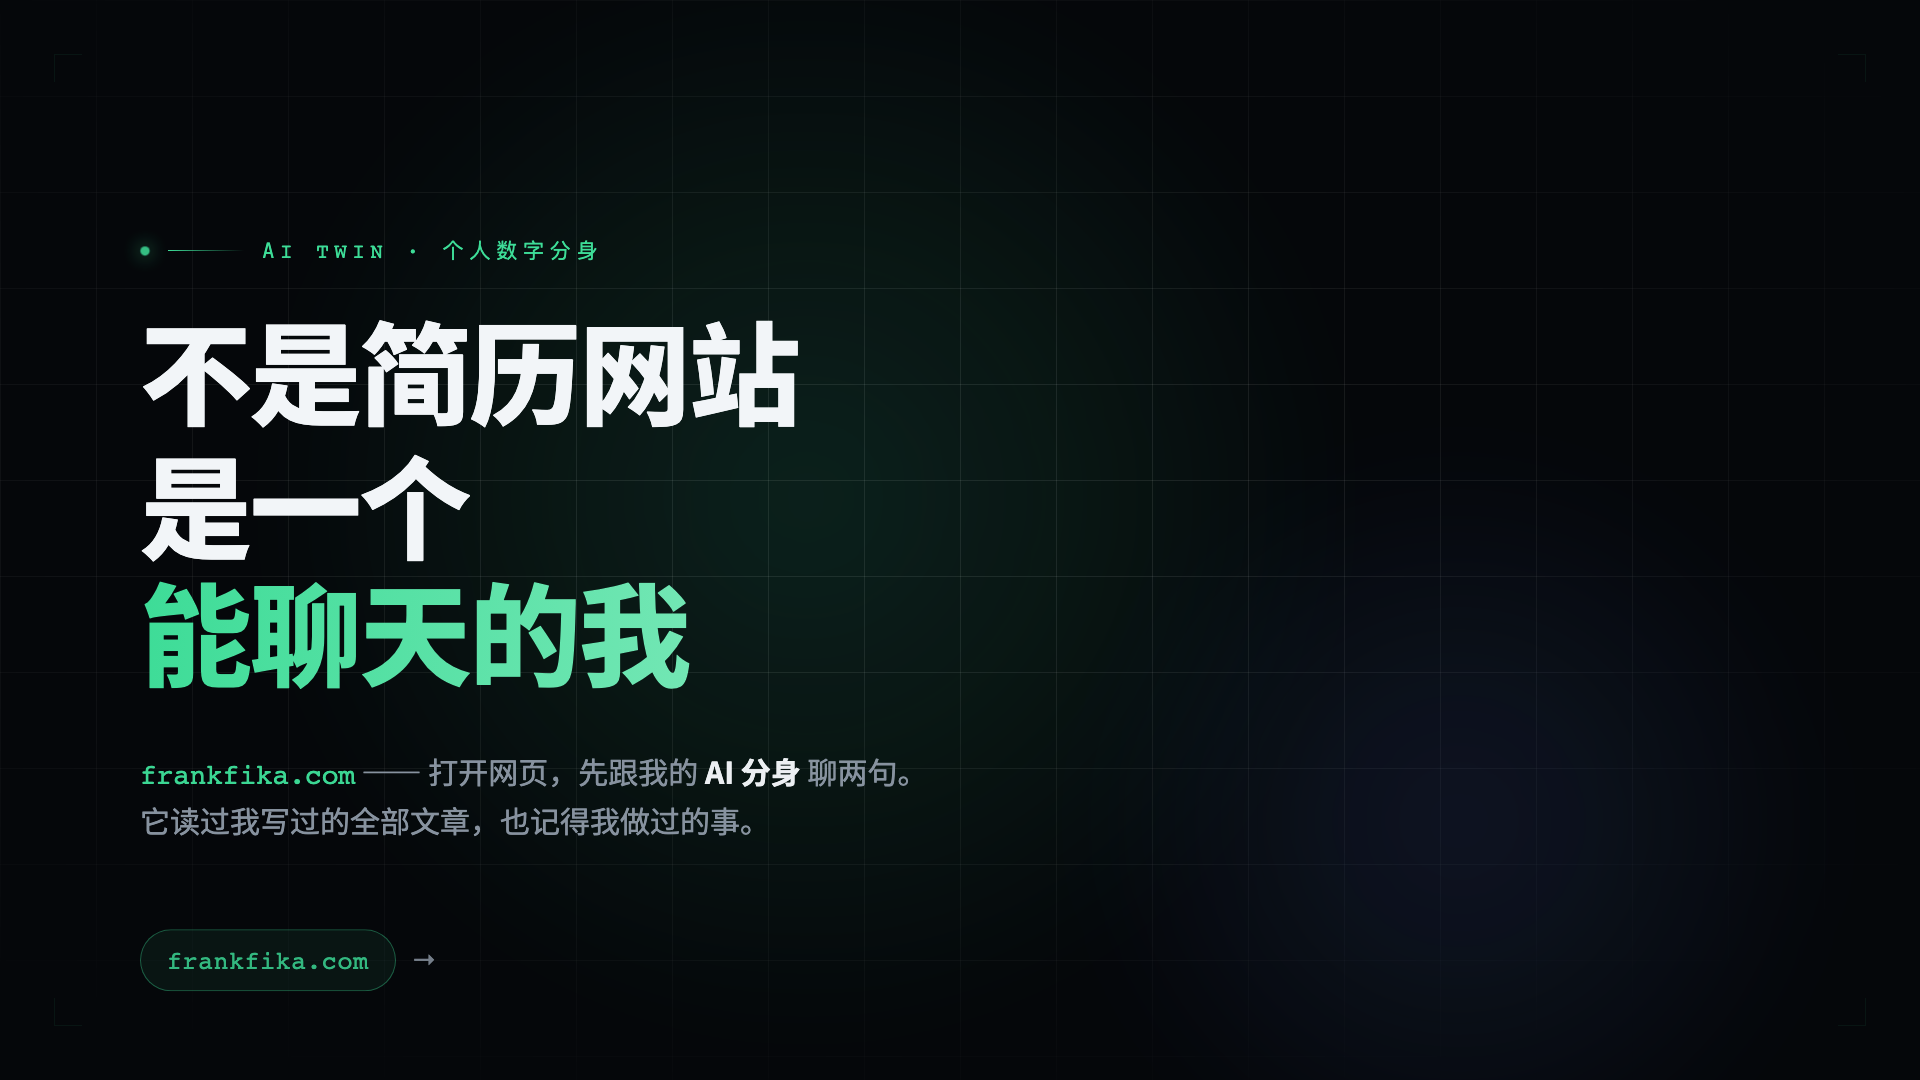 AI TWIN · 个人数字分身
不是简历网站
是一个
能聊天的我
frankfika.com —— 打开网页，先跟我的 AI 分身 聊两句。
它读过我写过的全部文章，也记得我做过的事。
frankfika.com →